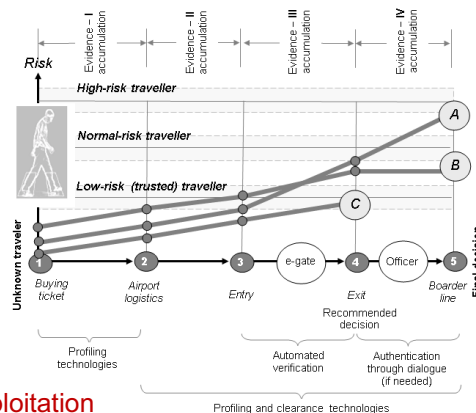 Evidence – I
accumulation
Evidence – II
accumulation
Evidence – III
accumulation
Evidence – IV
accumulation
Risk
High-risk traveller
A
Normal-risk traveller
B
Low-risk (trusted) traveller
C
Unknown traveler
1
2
3
e-gate
4
Officer
5
Final decision
Buying
ticket
Airport
logistics
Entry
Exit
Boarder
line
Recommended
decision
Profiling
technologies
Automated
verification
Authentication
through dialogue
(if needed)
Profiling and clearance technologies
ploitation